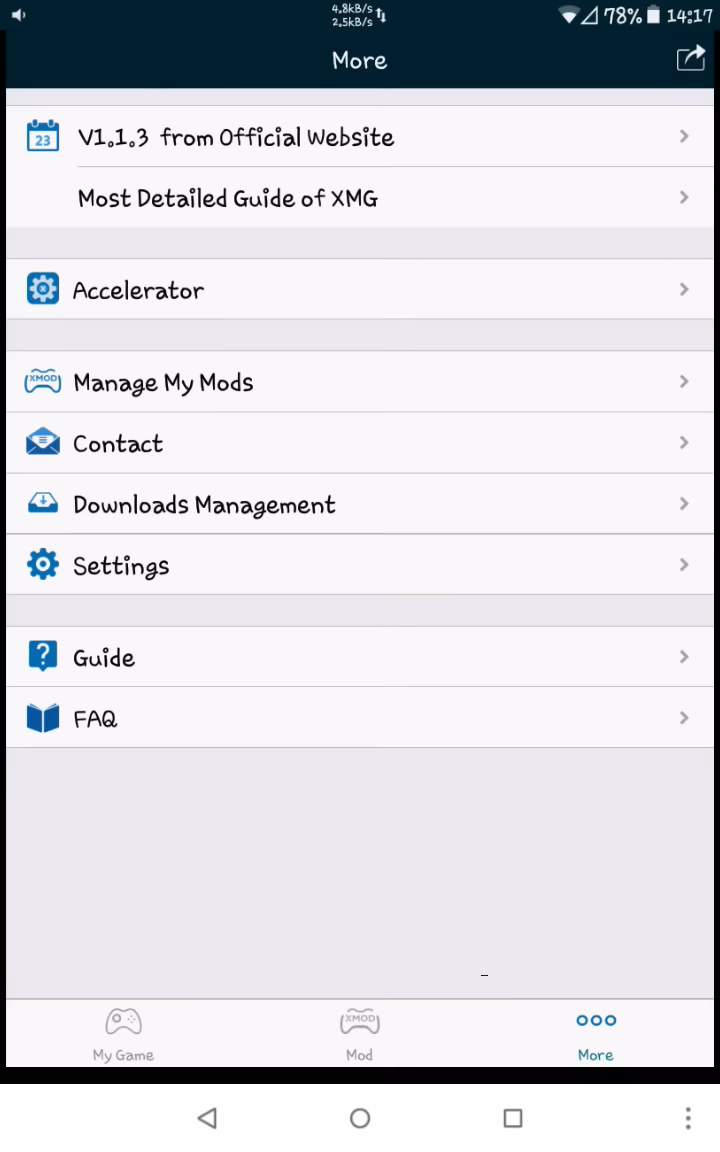 4.8kB/s
2.5kB/s
78% 14:17
More
23
V1.1.3 from Official Website
Most Detailed Guide of XMG
Accelerator
XMOD
Manage My Mods
Contact
Downloads Management
Settings
?
Guide
FAQ
XMOD
My Game Mod More